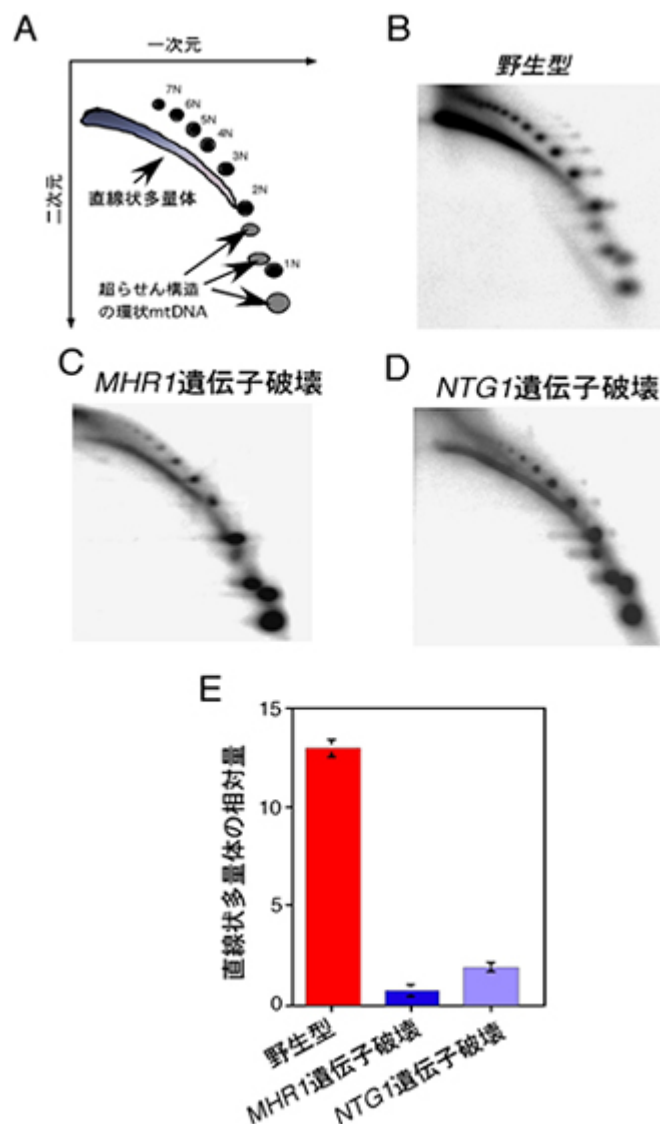 A
一次元
二次元
7N
6N
5N
4N
3N
2N
1N
直線状多量体
超らせん構造
の環状mtDNA
B
野生型
C
MHR1遺伝子破壊
D
NTG1遺伝子破壊
E
直線状多量体の相対量
15
10
5
0
野生型
MHR1遺伝子破壊
NTG1遺伝子破壊